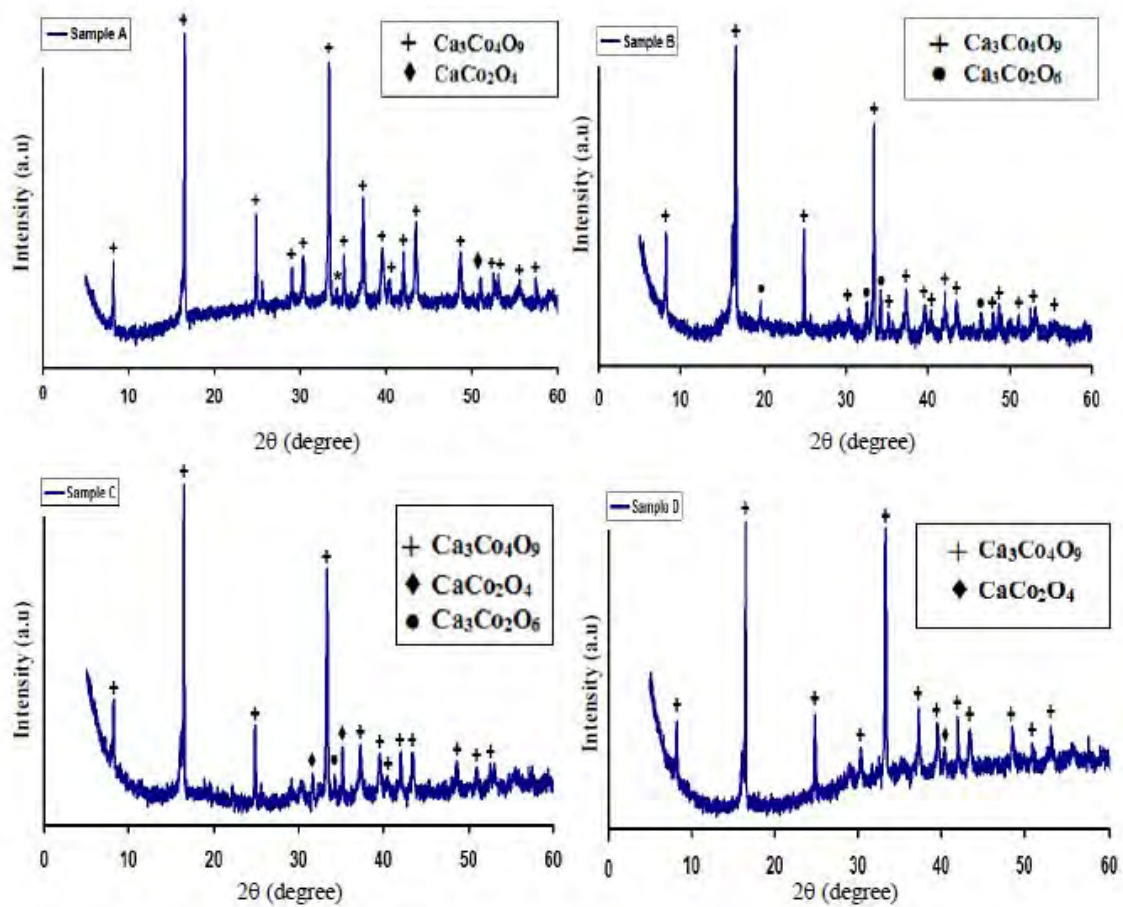 Sample A
+ Ca₃Co₄O₉
♦ CaCo₂O₄
Intensity (a.u)
0 10 20 30 40 50 60
2θ (degree)
Sample B
+ Ca₃Co₄O₉
● Ca₃Co₂O₆
Intensity (a.u)
0 10 20 30 40 50 60
2θ (degree)
Sample C
+ Ca₃Co₄O₉
♦ CaCo₂O₄
● Ca₃Co₂O₆
Intensity (a.u)
0 10 20 30 40 50 60
2θ (degree)
Sample D
+ Ca₃Co₄O₉
♦ CaCo₂O₄
Intensity (a.u)
0 10 20 30 40 50 60
2θ (degree)